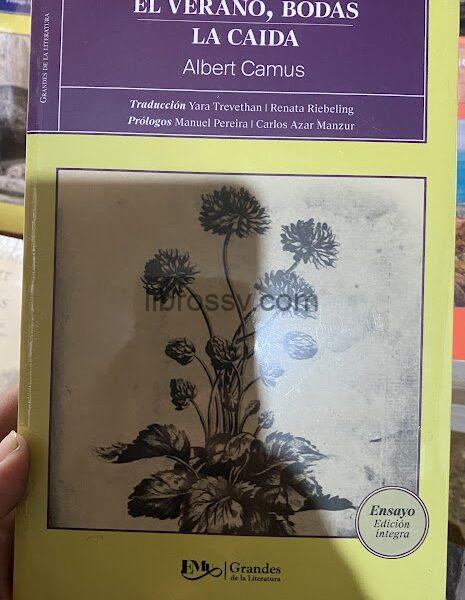 EL VERANO, BODAS
LA CAIDA
Albert Camus
GRANDES DE LA LITERATURA
Traducción Yara Trevethan | Renata Riebeling
Prólogos Manuel Pereira | Carlos Azar Manzur
librossv.com
Ensayo
Edición
íntegra
EMU | Grandes
de la Literatura